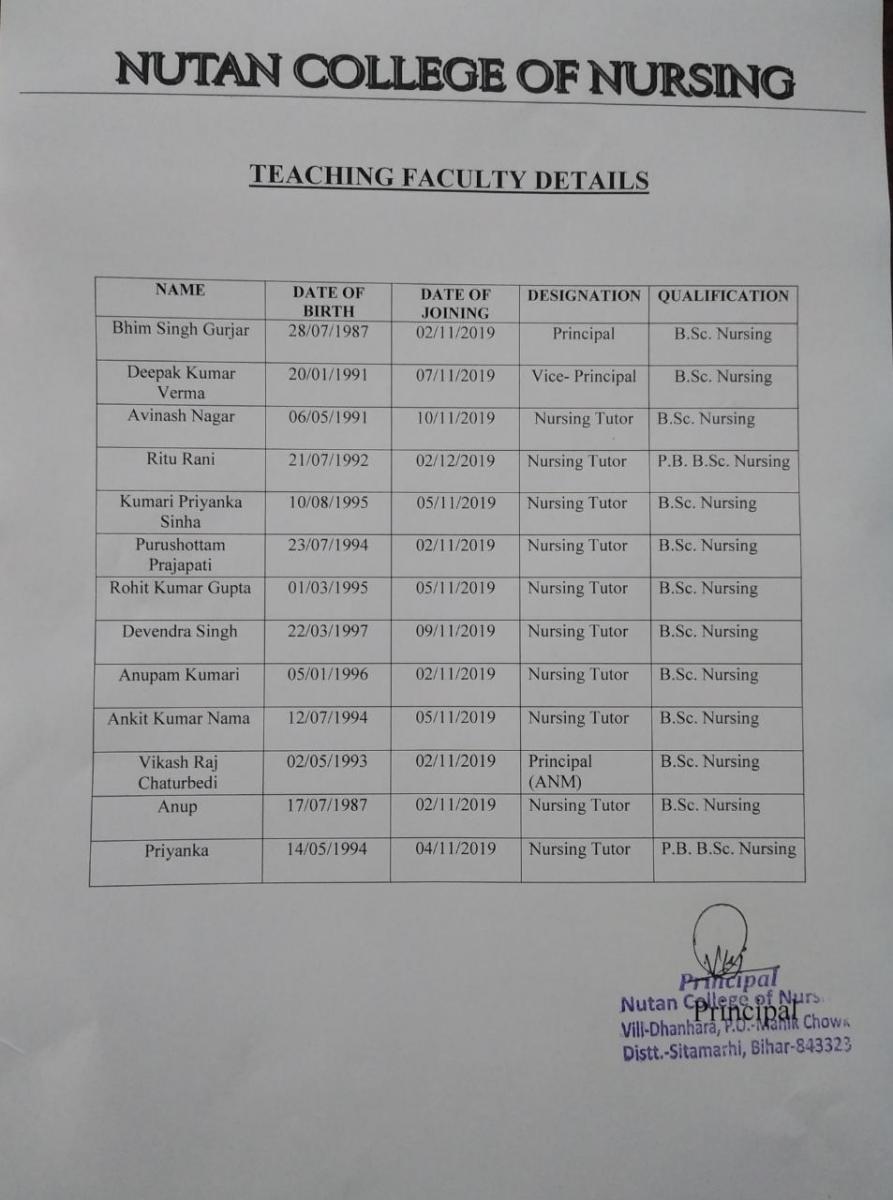 NUTAN COLLEGE OF NURSING
TEACHING FACULTY DETAILS
NAME DATE OF BIRTH DATE OF JOINING DESIGNATION QUALIFICATION
Bhim Singh Gurjar 28/07/1987 02/11/2019 Principal B.Sc. Nursing
Deepak Kumar Verma 20/01/1991 07/11/2019 Vice- Principal B.Sc. Nursing
Avinash Nagar 06/05/1991 10/11/2019 Nursing Tutor B.Sc. Nursing
Ritu Rani 21/07/1992 02/12/2019 Nursing Tutor P.B. B.Sc. Nursing
Kumari Priyanka Sinha 10/08/1995 05/11/2019 Nursing Tutor B.Sc. Nursing
Purushottam Prajapati 23/07/1994 02/11/2019 Nursing Tutor B.Sc. Nursing
Rohit Kumar Gupta 01/03/1995 05/11/2019 Nursing Tutor B.Sc. Nursing
Devendra Singh 22/03/1997 09/11/2019 Nursing Tutor B.Sc. Nursing
Anupam Kumari 05/01/1996 02/11/2019 Nursing Tutor B.Sc. Nursing
Ankit Kumar Nama 12/07/1994 05/11/2019 Nursing Tutor B.Sc. Nursing
Vikash Raj Chaturbedi 02/05/1993 02/11/2019 Principal (ANM) B.Sc. Nursing
Anup 17/07/1987 02/11/2019 Nursing Tutor B.Sc. Nursing
Priyanka 14/05/1994 04/11/2019 Nursing Tutor P.B. B.Sc. Nursing
Principal
Nutan College of Nurs
Principal
Vill-Dhanhara, P.O.-Manik Chowk
Distt.-Sitamarhi, Bihar-843323